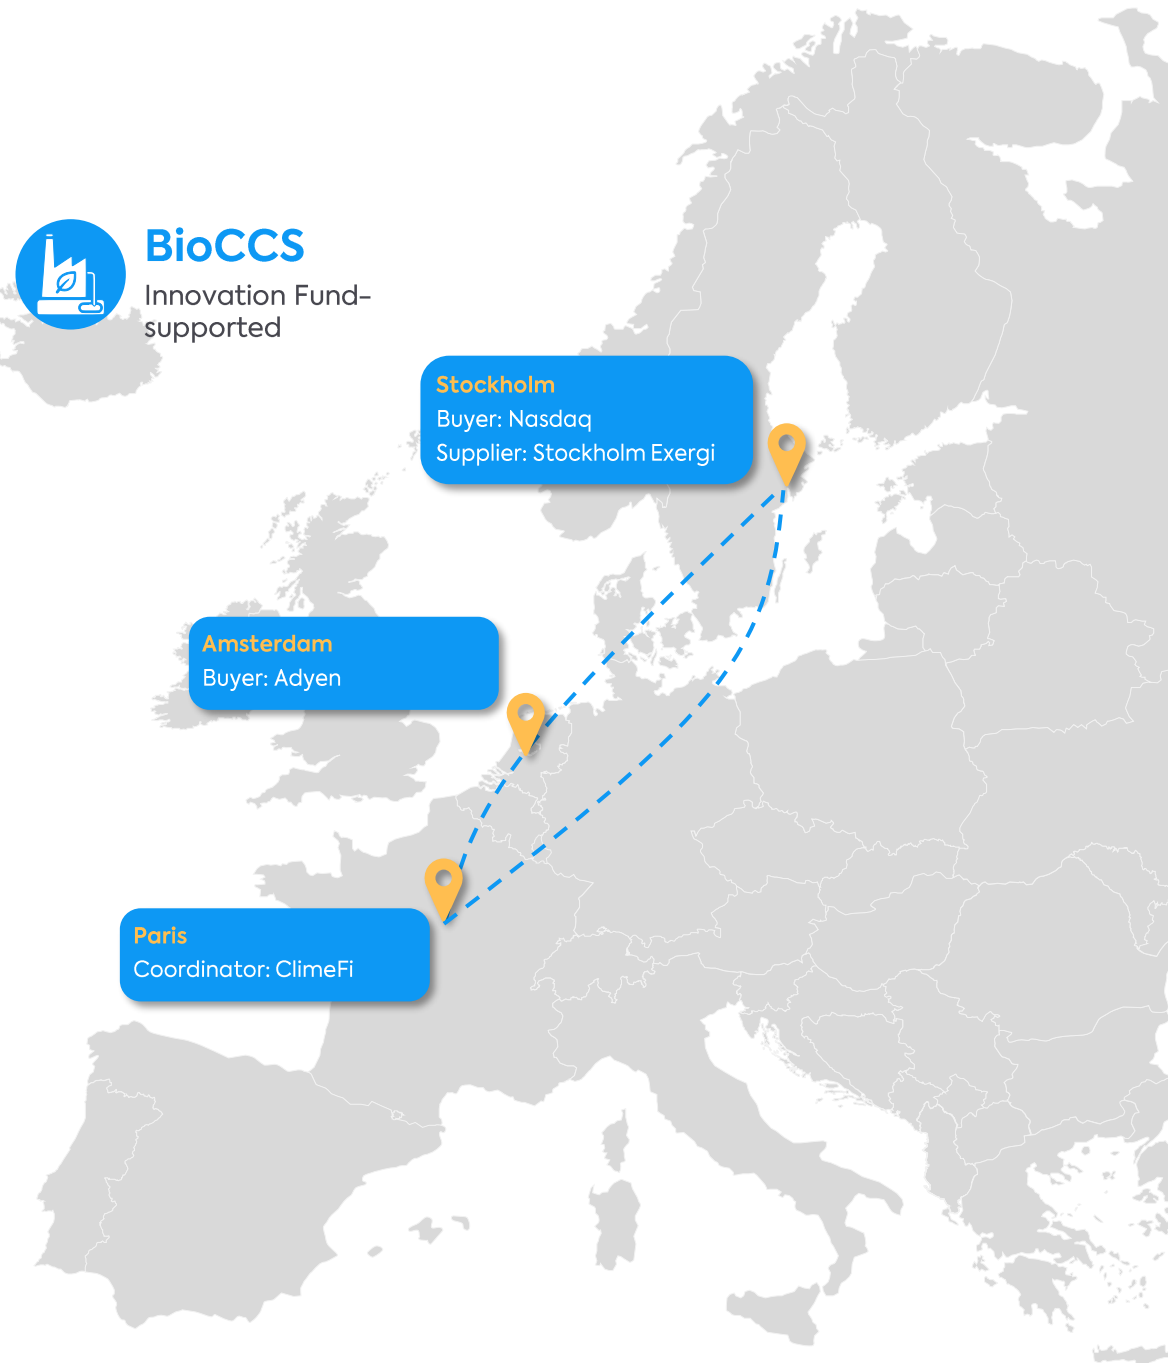 BioCCS
Innovation Fund-
supported
Stockholm
Buyer: Nasdaq
Supplier: Stockholm Exergi
Amsterdam
Buyer: Adyen
Paris
Coordinator: ClimeFi